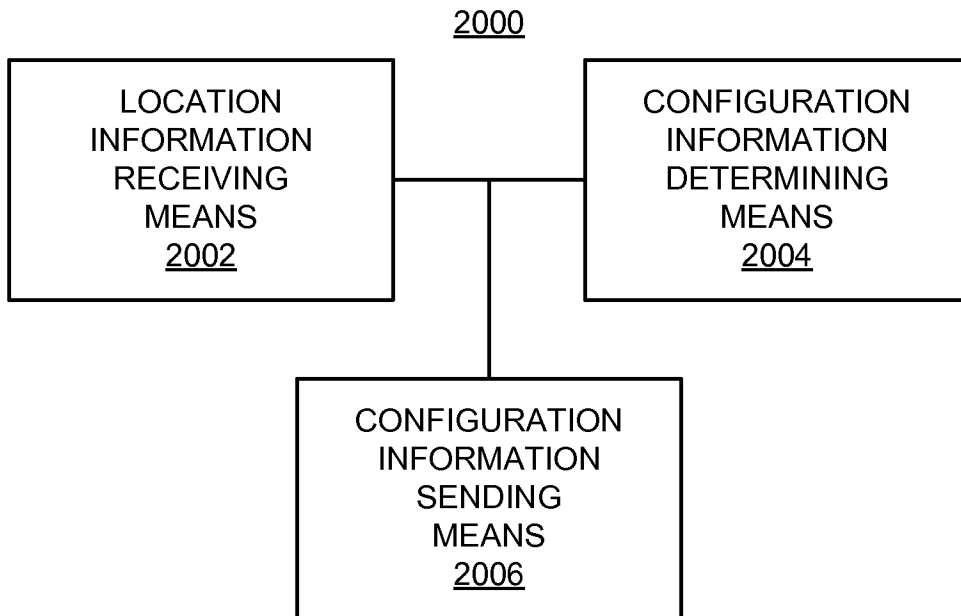 2000
LOCATION
INFORMATION
RECEIVING
MEANS
2002
CONFIGURATION
INFORMATION
DETERMINING
MEANS
2004
CONFIGURATION
INFORMATION
SENDING
MEANS
2006